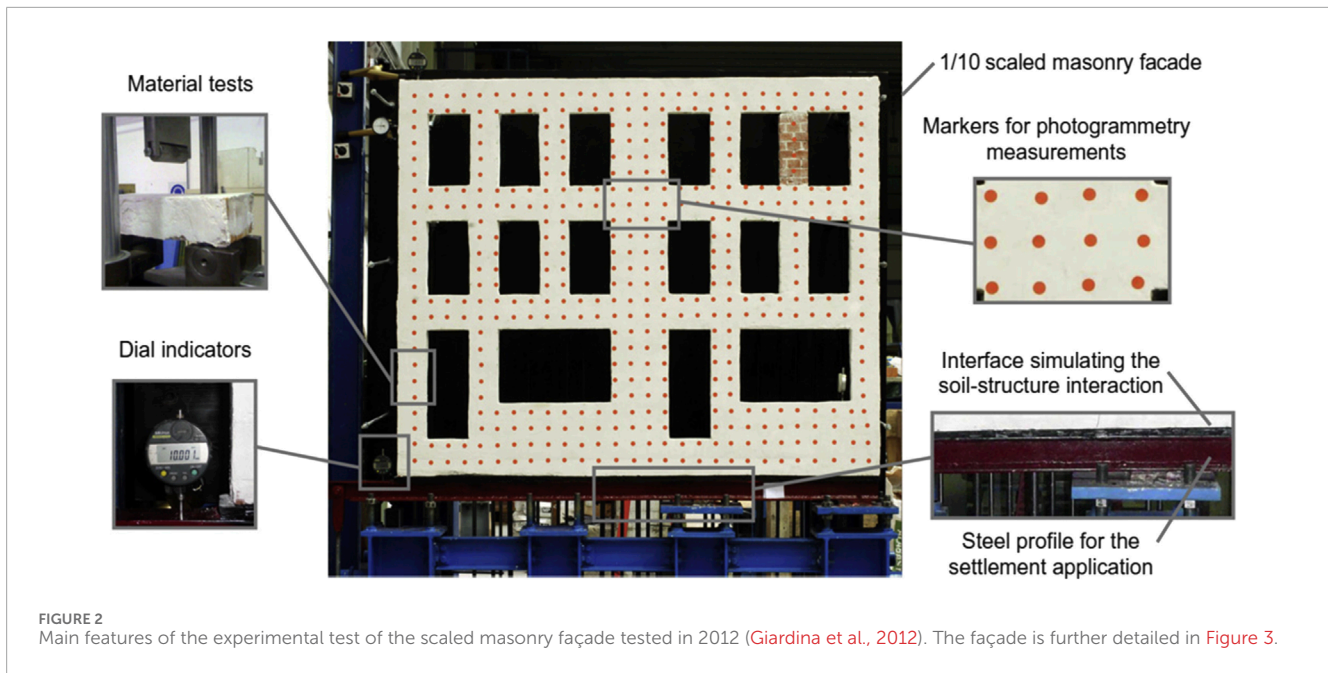 Material tests
1/10 scaled masonry facade
Markers for photogrammetry
measurements
Dial indicators
10.001
Interface simulating the
soil-structure interaction
Steel profile for the
settlement application
FIGURE 2
Main features of the experimental test of the scaled masonry façade tested in 2012 (Giardina et al., 2012). The façade is further detailed in Figure 3.